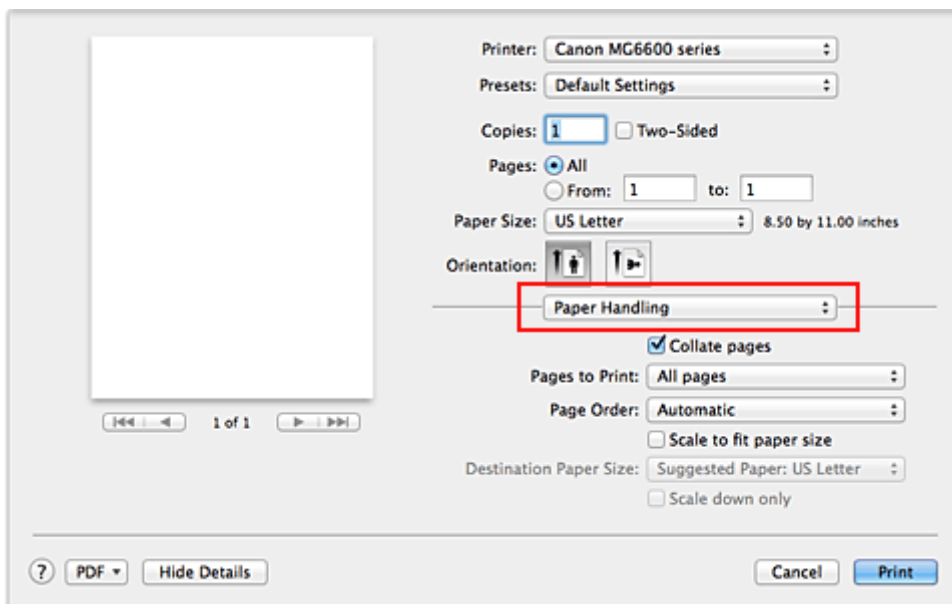 Printer: Canon MG6600 series
Presets: Default Settings
Copies: 1 Two-Sided
Pages: All
From: 1 to: 1
Paper Size: US Letter 8.50 by 11.00 inches
Orientation:
Paper Handling
Collate pages
Pages to Print: All pages
Page Order: Automatic
Scale to fit paper size
Destination Paper Size: Suggested Paper: US Letter
Scale down only
1 of 1
? PDF Hide Details Cancel Print